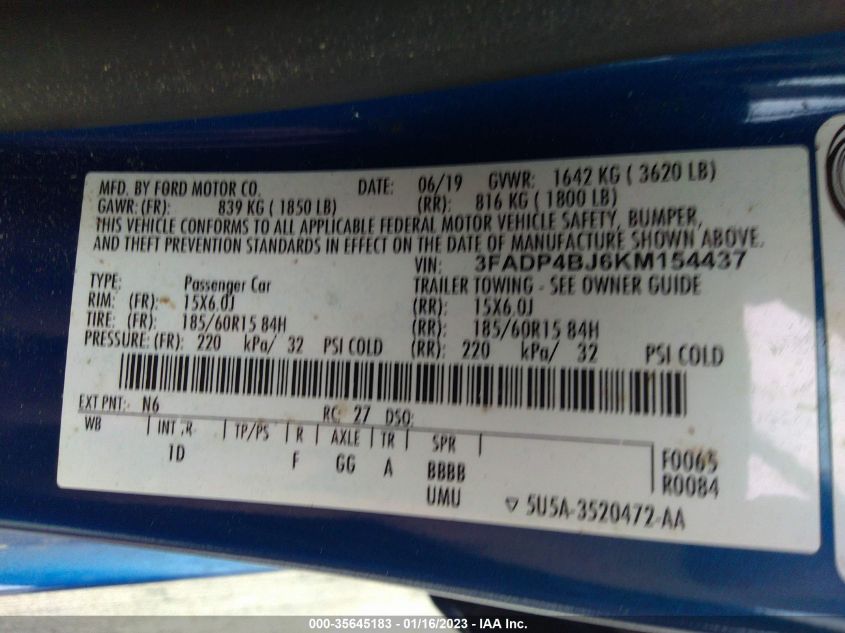 MFD. BY FORD MOTOR CO. DATE: 06/19 GVWR: 1642 KG ( 3620 LB)
GAWR: (FR): 839 KG ( 1850 LB) (RR): 816 KG ( 1800 LB)
THIS VEHICLE CONFORMS TO ALL APPLICABLE FEDERAL MOTOR VEHICLE SAFETY, BUMPER,
AND THEFT PREVENTION STANDARDS IN EFFECT ON THE DATE OF MANUFACTURE SHOWN ABOVE.
VIN: 3FADP4BJ6KM154437
TYPE: Passenger Car TRAILER TOWING - SEE OWNER GUIDE
RIM: (FR): 15X6.0J (RR): 15X6.0J
TIRE: (FR): 185/60R15 84H (RR): 185/60R15 84H
PRESSURE: (FR): 220 kPa/ 32 PSI COLD (RR): 220 kPa/ 32 PSI COLD
EXT PNT: N6 RC: 27 DSO:
WB INT TR TP/PS R AXLE TR SPR
TD F GG A BBBB F0065
UMU R0084
▽ 5U5A-3520472-AA
000-35645183 - 01/16/2023 - IAA Inc.